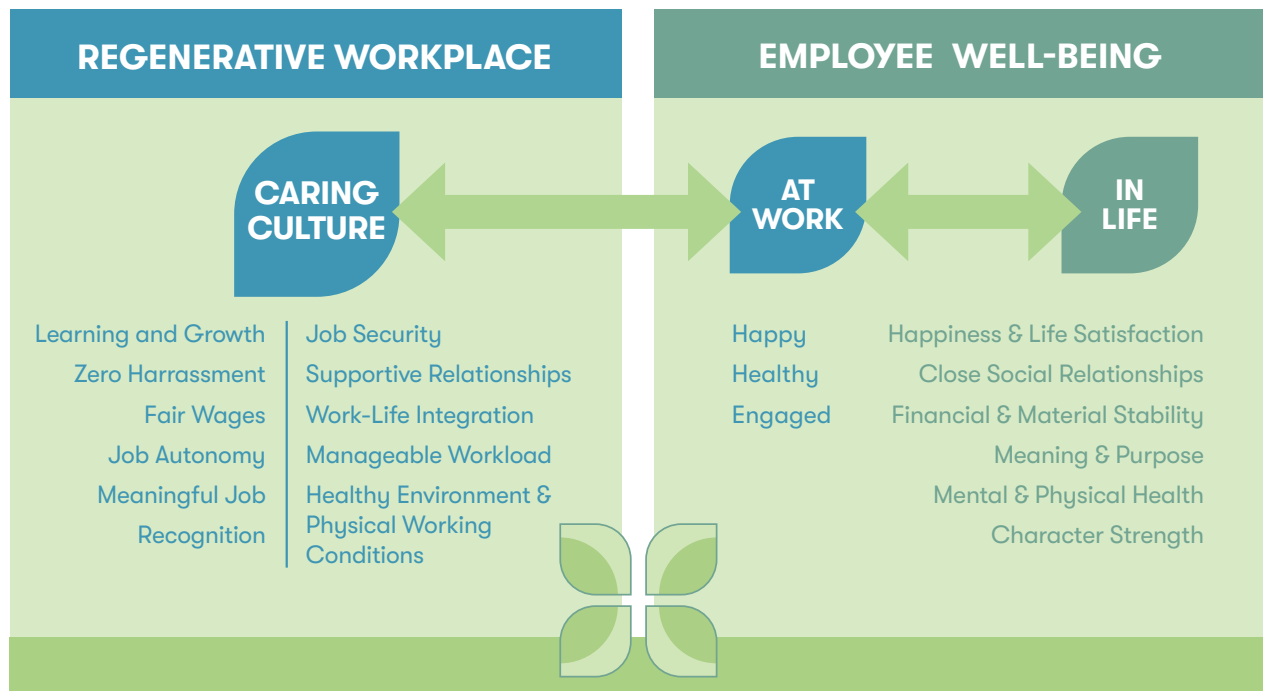 REGENERATIVE WORKPLACE
EMPLOYEE WELL-BEING
CARING
CULTURE
AT
WORK
IN
LIFE
Learning and Growth
Zero Harrassment
Fair Wages
Job Autonomy
Meaningful Job
Recognition
Job Security
Supportive Relationships
Work-Life Integration
Manageable Workload
Healthy Environment &
Physical Working
Conditions
Happy
Healthy
Engaged
Happiness & Life Satisfaction
Close Social Relationships
Financial & Material Stability
Meaning & Purpose
Mental & Physical Health
Character Strength